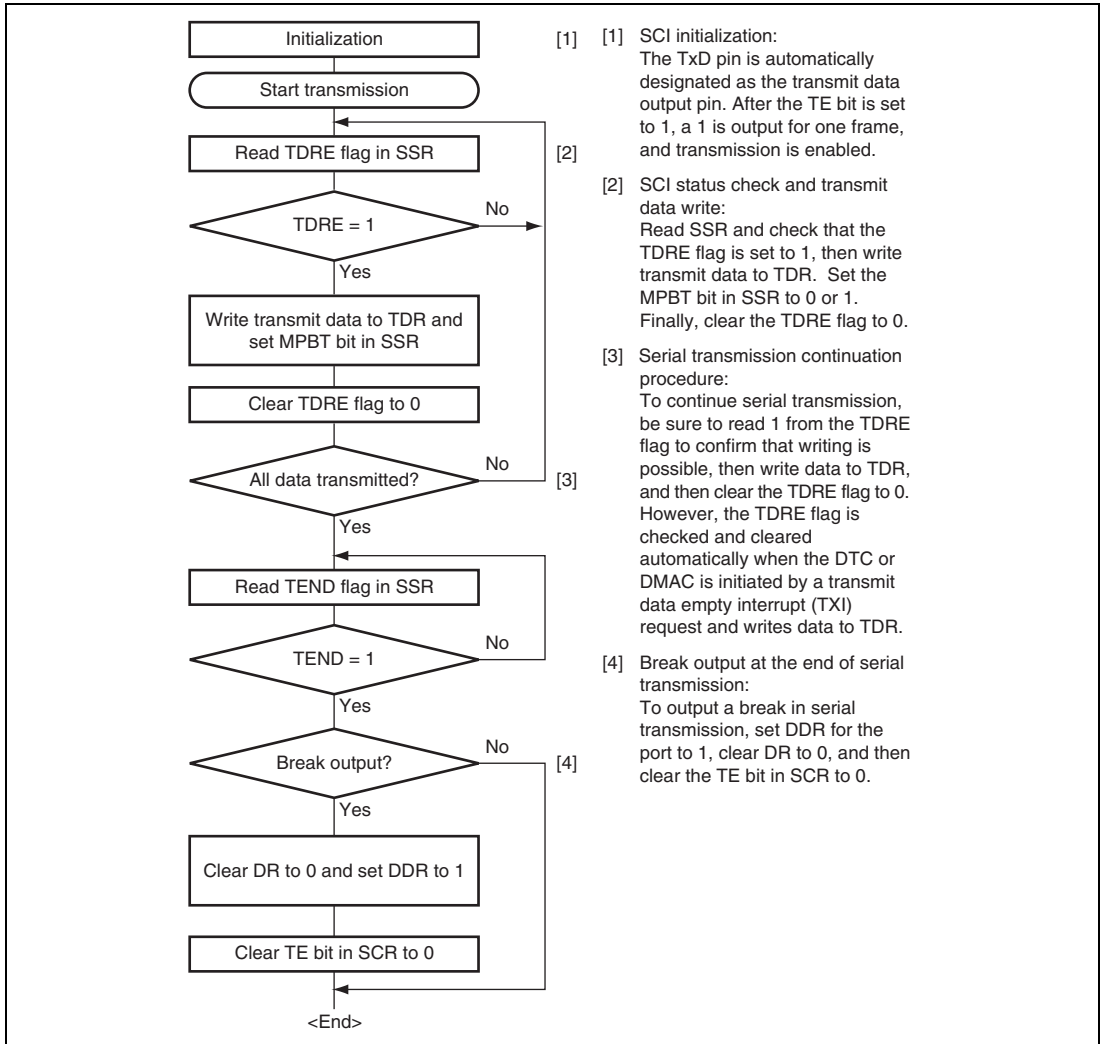 Initialization
[1]
Start transmission
Read TDRE flag in SSR
[2]
TDRE = 1
No
Yes
Write transmit data to TDR and
set MPBT bit in SSR
Clear TDRE flag to 0
All data transmitted?
No
[3]
Yes
Read TEND flag in SSR
TEND = 1
No
Yes
Break output?
No
[4]
Yes
Clear DR to 0 and set DDR to 1
Clear TE bit in SCR to 0
<End>
[1] SCI initialization:
The TxD pin is automatically
designated as the transmit data
output pin. After the TE bit is set
to 1, a 1 is output for one frame,
and transmission is enabled.
[2] SCI status check and transmit
data write:
Read SSR and check that the
TDRE flag is set to 1, then write
transmit data to TDR. Set the
MPBT bit in SSR to 0 or 1.
Finally, clear the TDRE flag to 0.
[3] Serial transmission continuation
procedure:
To continue serial transmission,
be sure to read 1 from the TDRE
flag to confirm that writing is
possible, then write data to TDR,
and then clear the TDRE flag to 0.
However, the TDRE flag is
checked and cleared
automatically when the DTC or
DMAC is initiated by a transmit
data empty interrupt (TXI)
request and writes data to TDR.
[4] Break output at the end of serial
transmission:
To output a break in serial
transmission, set DDR for the
port to 1, clear DR to 0, and then
clear the TE bit in SCR to 0.